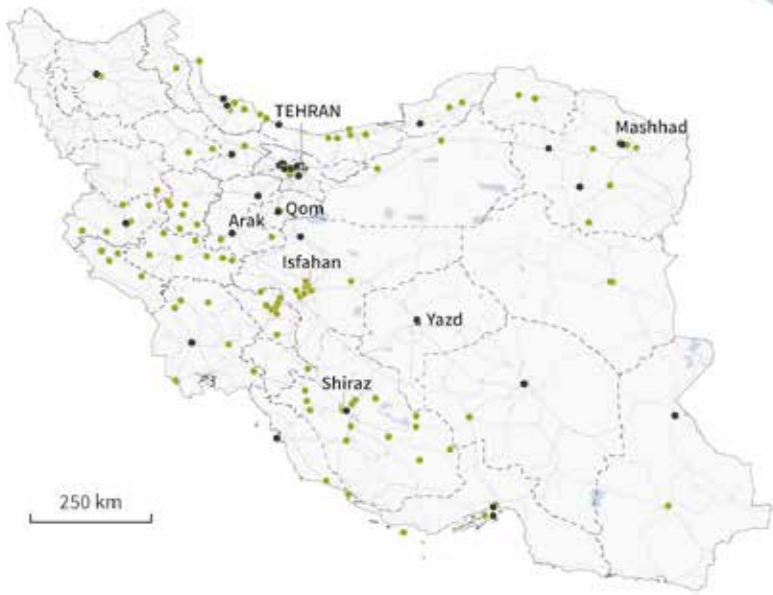 TEHRAN
Mashhad
Qom
Arak
Isfahan
Yazd
Shiraz
250 km